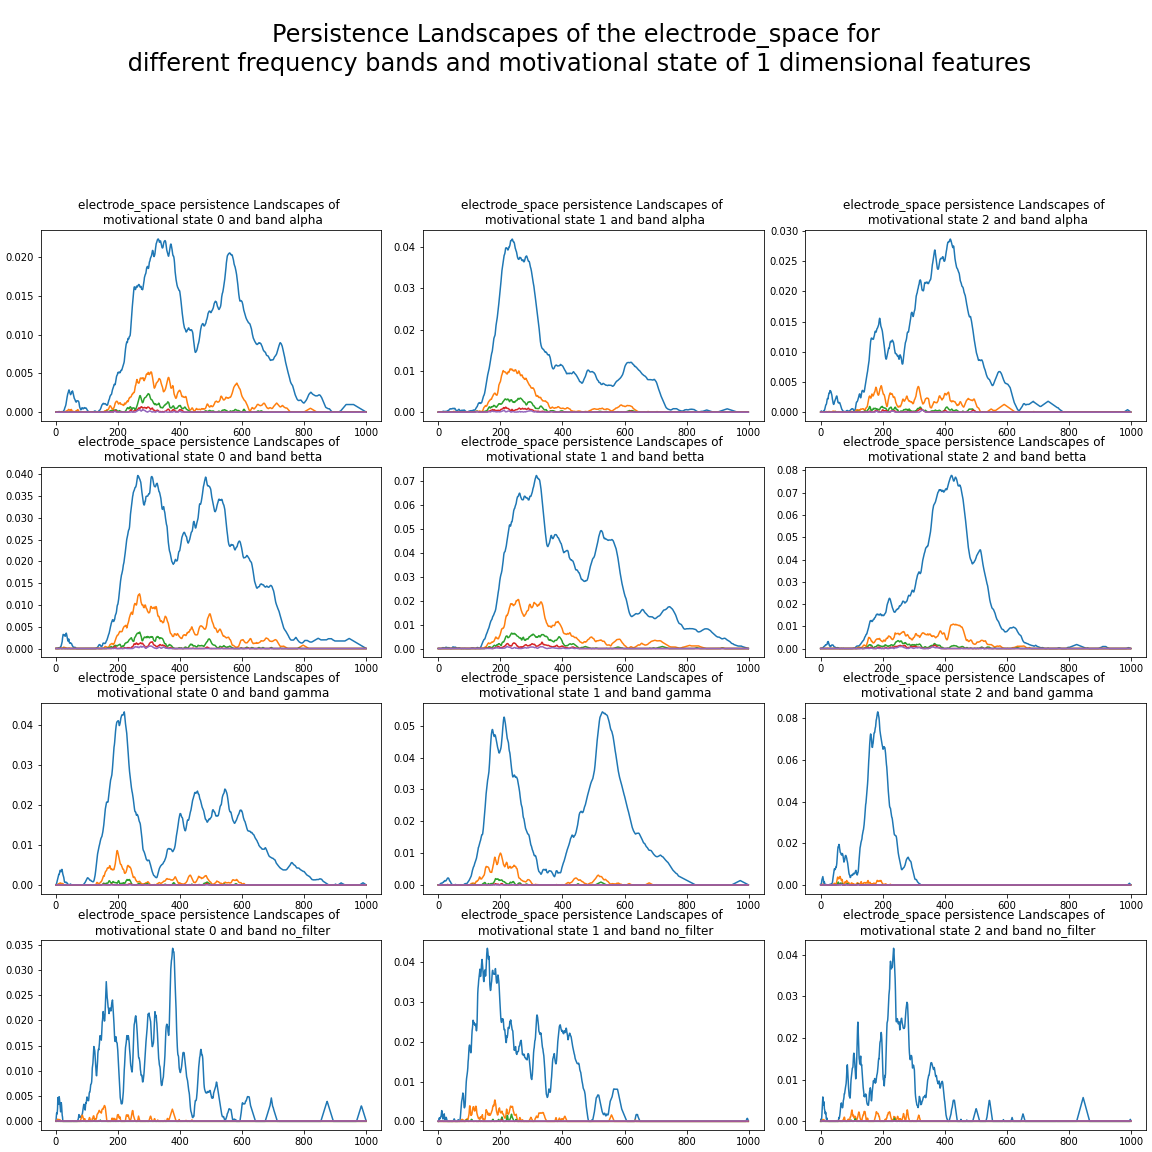 Persistence Landscapes of the electrode_space for
different frequency bands and motivational state of 1 dimensional features
electrode_space persistence Landscapes of
motivational state 0 and band alpha
electrode_space persistence Landscapes of
motivational state 1 and band alpha
electrode_space persistence Landscapes of
motivational state 2 and band alpha
0.020
0.015
0.010
0.005
0.000
0 200 400 600 800 1000
0.04
0.03
0.02
0.01
0.00
0 200 400 600 800 1000
0.030
0.025
0.020
0.015
0.010
0.005
0.000
0 200 400 600 800 1000
electrode_space persistence Landscapes of
motivational state 0 and band betta
electrode_space persistence Landscapes of
motivational state 1 and band betta
electrode_space persistence Landscapes of
motivational state 2 and band betta
0.040
0.035
0.030
0.025
0.020
0.015
0.010
0.005
0.000
0 200 400 600 800 1000
0.07
0.06
0.05
0.04
0.03
0.02
0.01
0.00
0 200 400 600 800 1000
0.08
0.07
0.06
0.05
0.04
0.03
0.02
0.01
0.00
0 200 400 600 800 1000
electrode_space persistence Landscapes of
motivational state 0 and band gamma
electrode_space persistence Landscapes of
motivational state 1 and band gamma
electrode_space persistence Landscapes of
motivational state 2 and band gamma
0.04
0.03
0.02
0.01
0.00
0 200 400 600 800 1000
0.05
0.04
0.03
0.02
0.01
0.00
0 200 400 600 800 1000
0.08
0.06
0.04
0.02
0.00
0 200 400 600 800 1000
electrode_space persistence Landscapes of
motivational state 0 and band no_filter
electrode_space persistence Landscapes of
motivational state 1 and band no_filter
electrode_space persistence Landscapes of
motivational state 2 and band no_filter
0.035
0.030
0.025
0.020
0.015
0.010
0.005
0.000
0 200 400 600 800 1000
0.04
0.03
0.02
0.01
0.00
0 200 400 600 800 1000
0.04
0.03
0.02
0.01
0.00
0 200 400 600 800 1000